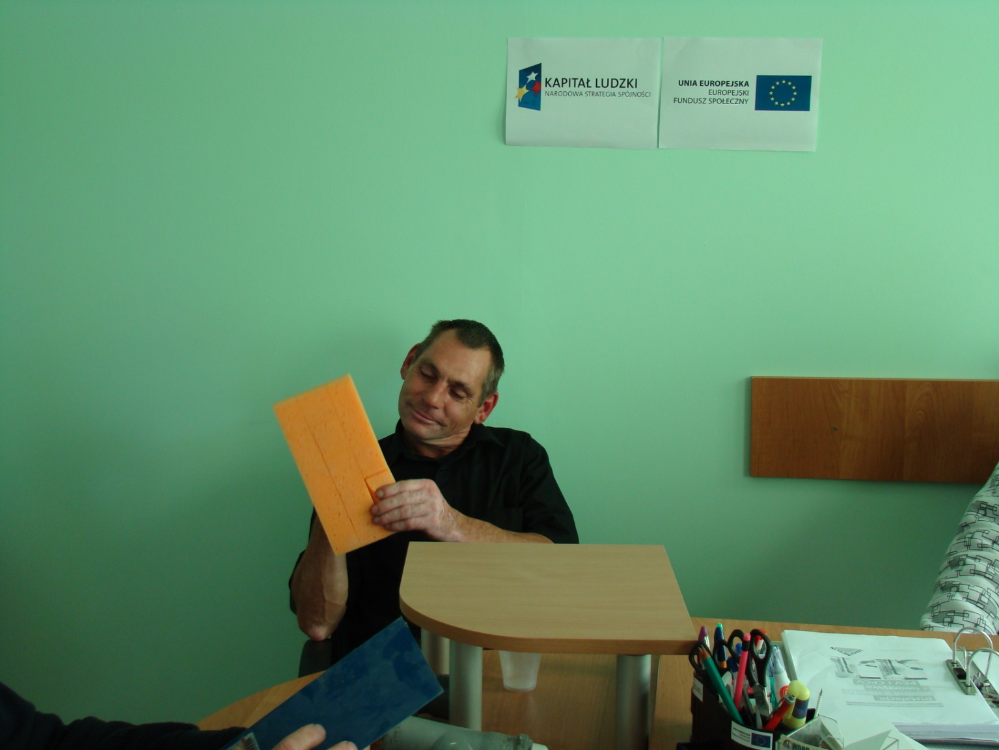 KAPITAŁ LUDZKI
NARODOWA STRATEGIA SPÓJNOŚCI
UNIA EUROPEJSKA
EUROPEJSKI
FUNDUSZ SPOŁECZNY